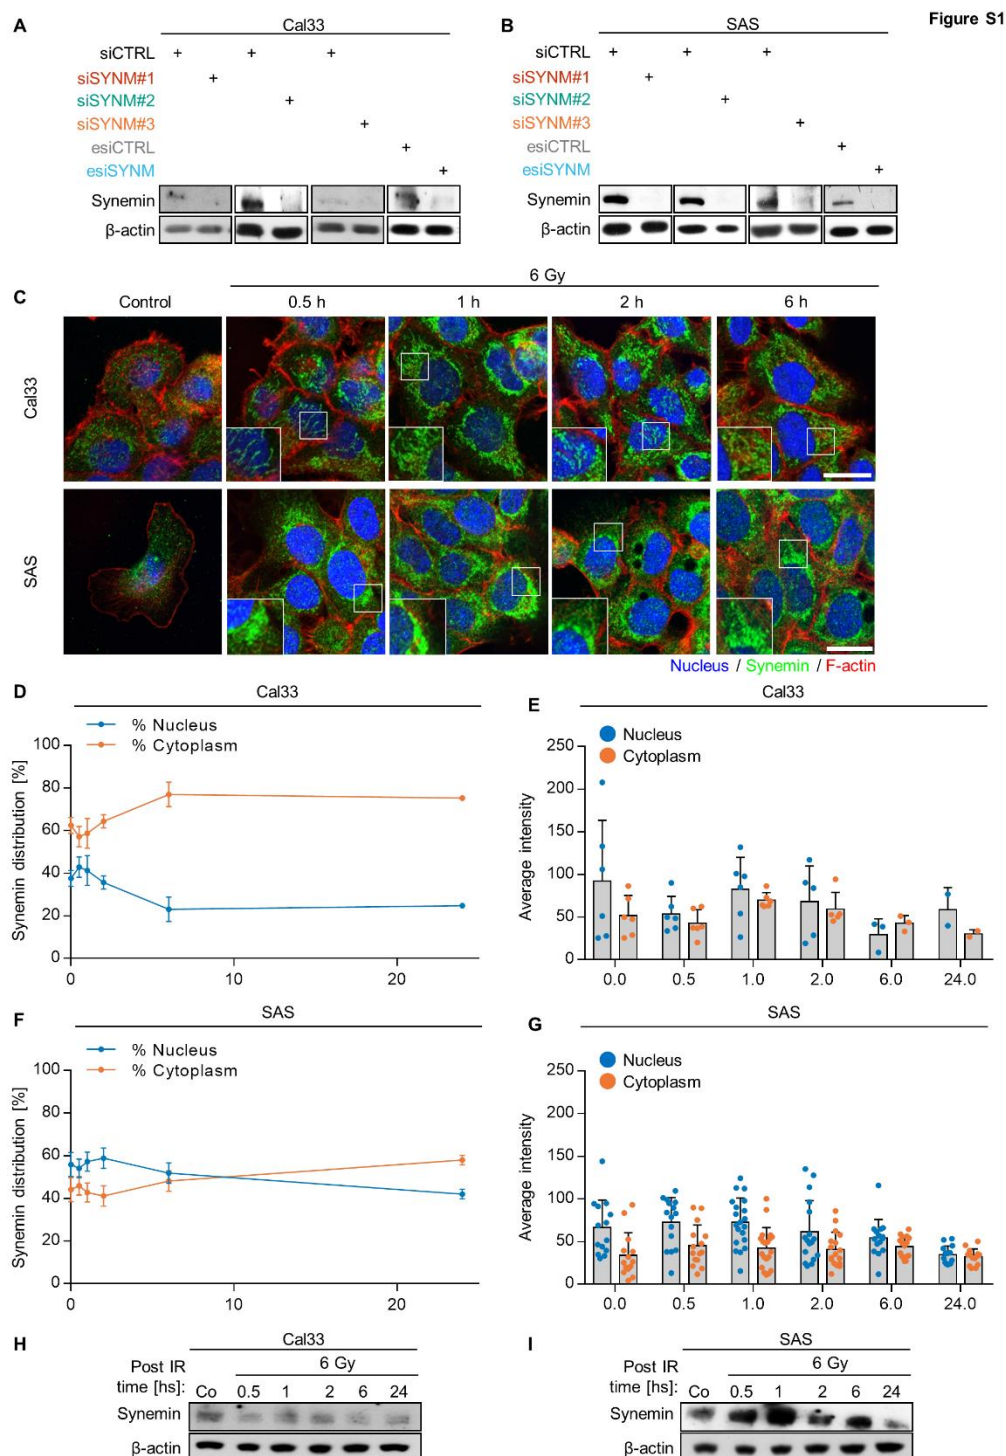 Figure S1
A
Cal33
siCTRL + + +
siSYNM#1 +
siSYNM#2 +
siSYNM#3 +
esiCTRL +
esiSYNM +
Synemin
β-actin
B
SAS
siCTRL + + +
siSYNM#1 +
siSYNM#2 +
siSYNM#3 +
esiCTRL +
esiSYNM +
Synemin
β-actin
C
6 Gy
Control 0.5 h 1 h 2 h 6 h
Cal33
SAS
Nucleus / Synemin / F-actin
D
Cal33
% Nucleus
% Cytoplasm
Synemin distribution [%]
100
80
60
40
20
0
0 10 20
E
Cal33
Nucleus
Cytoplasm
Average intensity
250
200
150
100
50
0
0.0 0.5 1.0 2.0 6.0 24.0
F
SAS
% Nucleus
% Cytoplasm
Synemin distribution [%]
100
80
60
40
20
0
0 10 20
G
SAS
Nucleus
Cytoplasm
Average intensity
250
200
150
100
50
0
0.0 0.5 1.0 2.0 6.0 24.0
H
Cal33
Post IR 6 Gy
time [hs]: Co 0.5 1 2 6 24
Synemin
β-actin
I
SAS
Post IR 6 Gy
time [hs]: Co 0.5 1 2 6 24
Synemin
β-actin